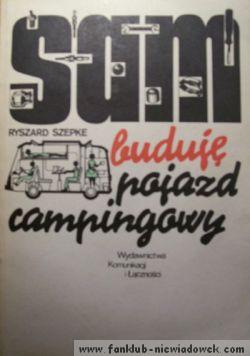 sam
RYSZARD SZEPKE
buduję
pojazd
campingowy
Wydawnictwa
Komunikacji
i Łączności
www.fanklub-niewiadowek.com